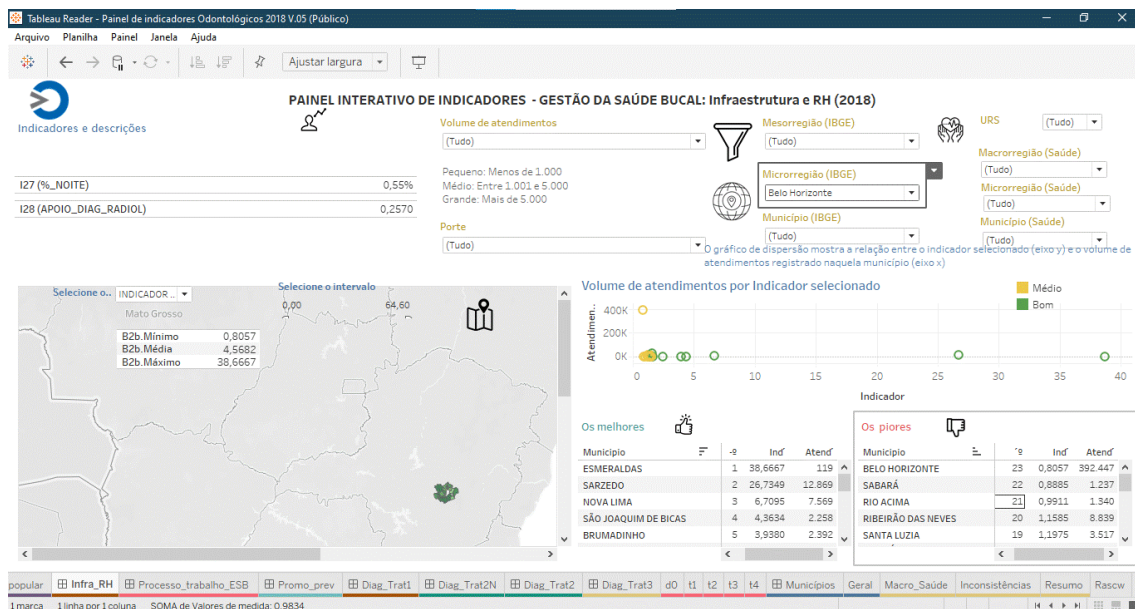 Tableau Reader - Painel de indicadores Odontológicos 2018 V.05 (Público)
Arquivo Planilha Painel Janela Ajuda
Ajustar largura
PAINEL INTERATIVO DE INDICADORES - GESTÃO DA SAÚDE BUCAL: Infraestrutura e RH (2018)
Indicadores e descrições
I27 (%_NOITE) 0,55%
I28 (APOIO_DIAG_RADIOL) 0,2570
Volume de atendimentos
(Tudo)
Pequeno: Menos de 1.000
Médio: Entre 1.001 e 5.000
Grande: Mais de 5.000
Porte
(Tudo)
Mesorregião (IBGE)
(Tudo)
Microrregião (IBGE)
Belo Horizonte
Município (IBGE)
(Tudo)
URS (Tudo)
Macrorregião (Saúde)
(Tudo)
Microrregião (Saúde)
(Tudo)
Município (Saúde)
(Tudo)
O gráfico de dispersão mostra a relação entre o indicador selecionado (eixo y) e o volume de
atendimentos registrado naquela município (eixo x)
Selecione o.. INDICADOR ..
Selecione o intervalo
0,00 64,60
Mato Grosso
B2b.Mínimo 0,8057
B2b.Média 4,5682
B2b.Máximo 38,6667
Volume de atendimentos por Indicador selecionado
Médio
Bom
Atendimen..
400K
200K
0K
0 5 10 15 20 25 30 35 40
Indicador
Os melhores
Municipio -º Ind Atend
ESMERALDAS 1 38,6667 119
SARZEDO 2 26,7349 12.869
NOVA LIMA 3 6,7095 7.569
SÃO JOAQUIM DE BICAS 4 4,3634 2.258
BRUMADINHO 5 3,9380 2.392
Os piores
Municipio º Ind Atend
BELO HORIZONTE 23 0,8057 392.447
SABARÁ 22 0,8885 1.237
RIO ACIMA 21 0,9911 1.340
RIBEIRÃO DAS NEVES 20 1,1585 8.839
SANTA LUZIA 19 1,1975 3.517
popular Infra_RH Processo_trabalho_ESB Promo_prev Diag_Trat1 Diag_Trat2N Diag_Trat2 Diag_Trat3 d0 t1 t2 t3 t4 Municípios Geral Macro_Saúde Inconsistências Resumo Rascw
1 marca 1 linha por 1 coluna SOMA de Valores de medida: 0,9834